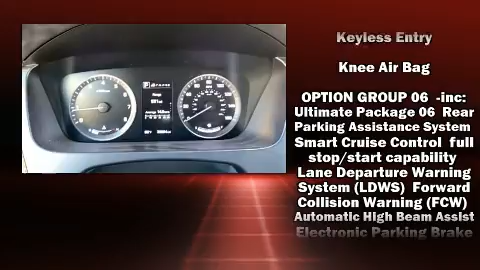 Keyless Entry
Knee Air Bag
OPTION GROUP 06 -inc:
Ultimate Package 06 Rear
Parking Assistance System
Smart Cruise Control full
stop/start capability
Lane Departure Warning
System (LDWS) Forward
Collision Warning (FCW)
Automatic High Beam Assist
Electronic Parking Brake